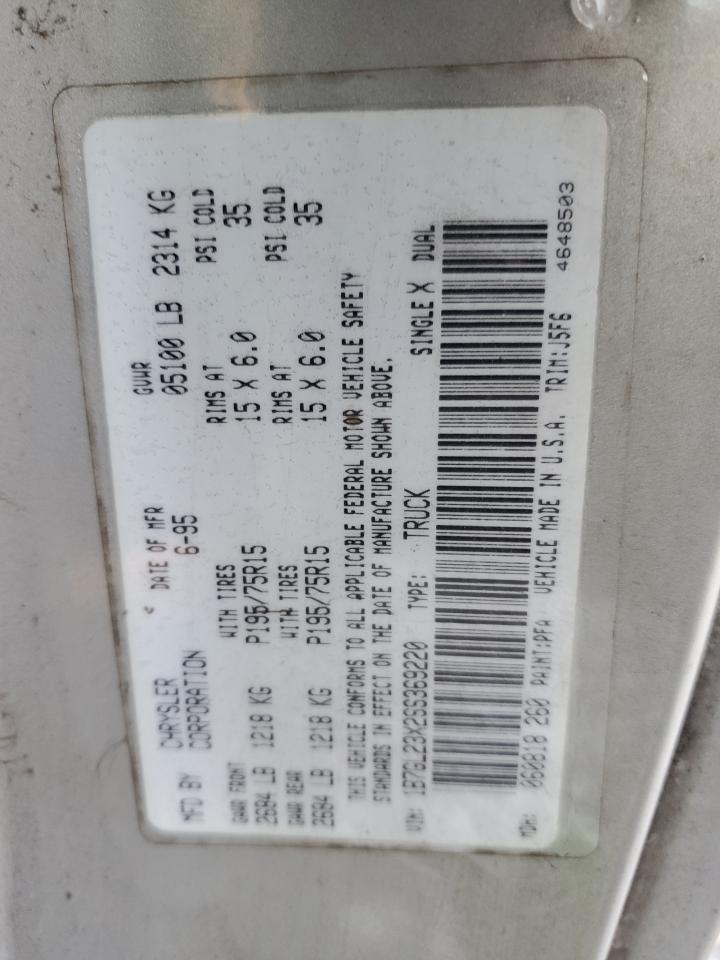 MFD BY CHRYSLER CORPORATION DATE OF MFR 6-95 GVWR 05100 LB 2314 KG
GAWR FRONT WITH TIRES RIMS AT PSI COLD
2684 LB 1218 KG P195/75R15 15 X 6.0 35
GAWR REAR WITH TIRES RIMS AT PSI COLD
2684 LB 1218 KG P195/75R15 15 X 6.0 35
THIS VEHICLE CONFORMS TO ALL APPLICABLE FEDERAL MOTOR VEHICLE SAFETY
STANDARDS IN EFFECT ON THE DATE OF MANUFACTURE SHOWN ABOVE.
VIN: 1B7GL23X2SS369220 TYPE: TRUCK SINGLE X DUAL
MDH: 060818 260 PAINT:PFA VEHICLE MADE IN U.S.A. TRIM:J5F6 4648503